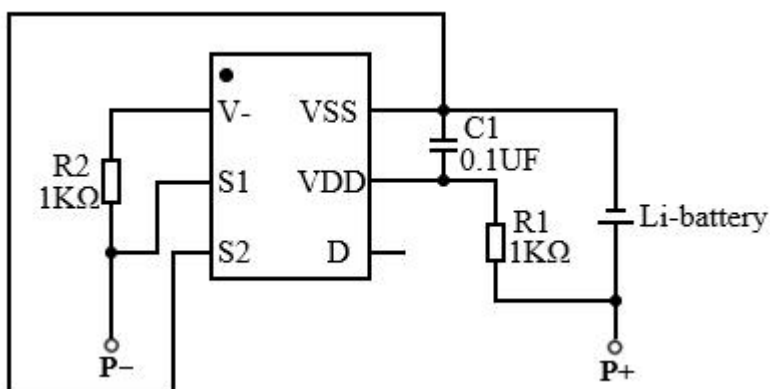 V- VSS
C1
0.1UF
R2
1KΩ
S1 VDD
R1
1KΩ
Li-battery
S2 D
P−
P+